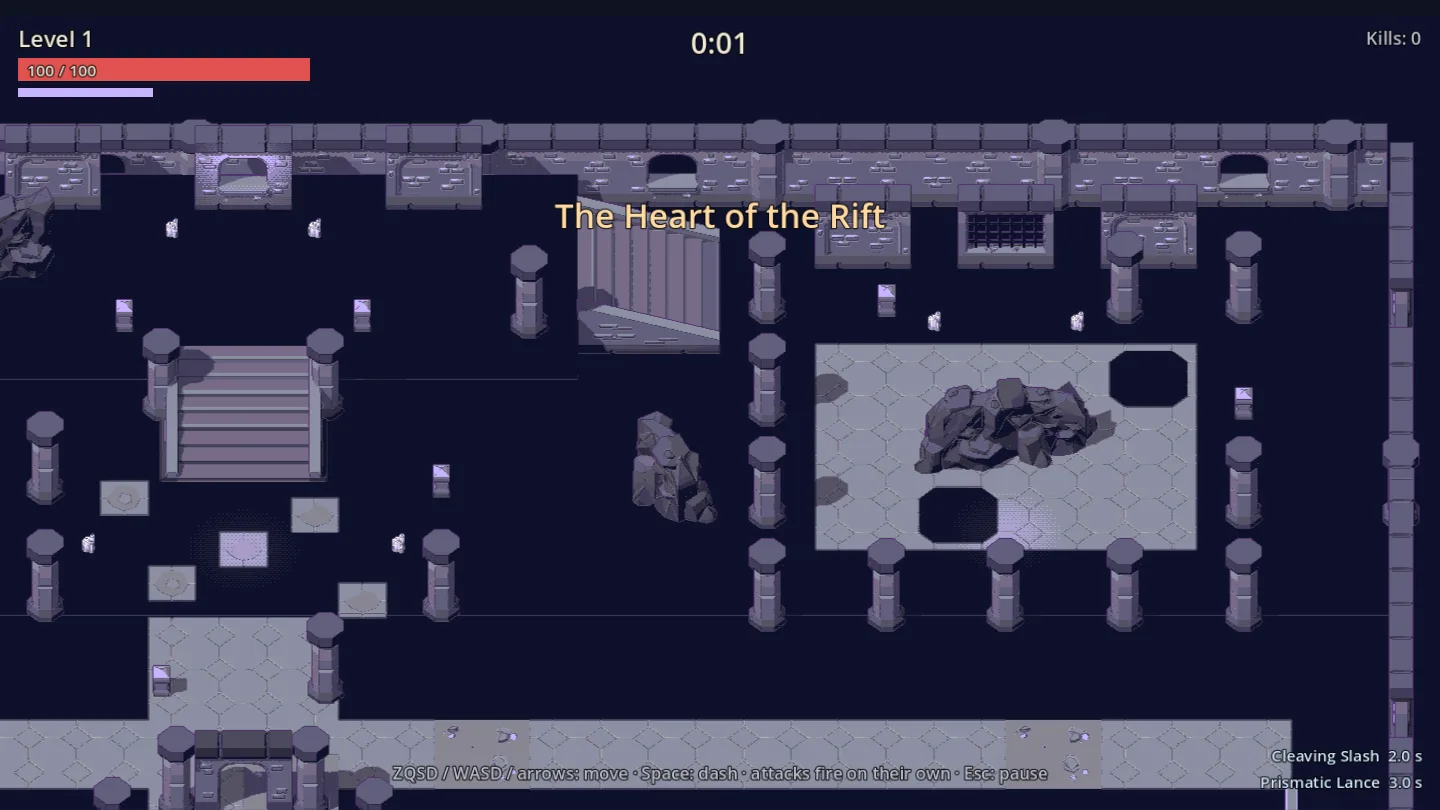 Level 1
0:01
Kills: 0
100 / 100
The Heart of the Rift
Cleaving Slash 2.0 s
ZQSD / WASD / arrows: move · Space: dash · attacks fire on their own · Esc: pause
Prismatic Lance 3.0 s